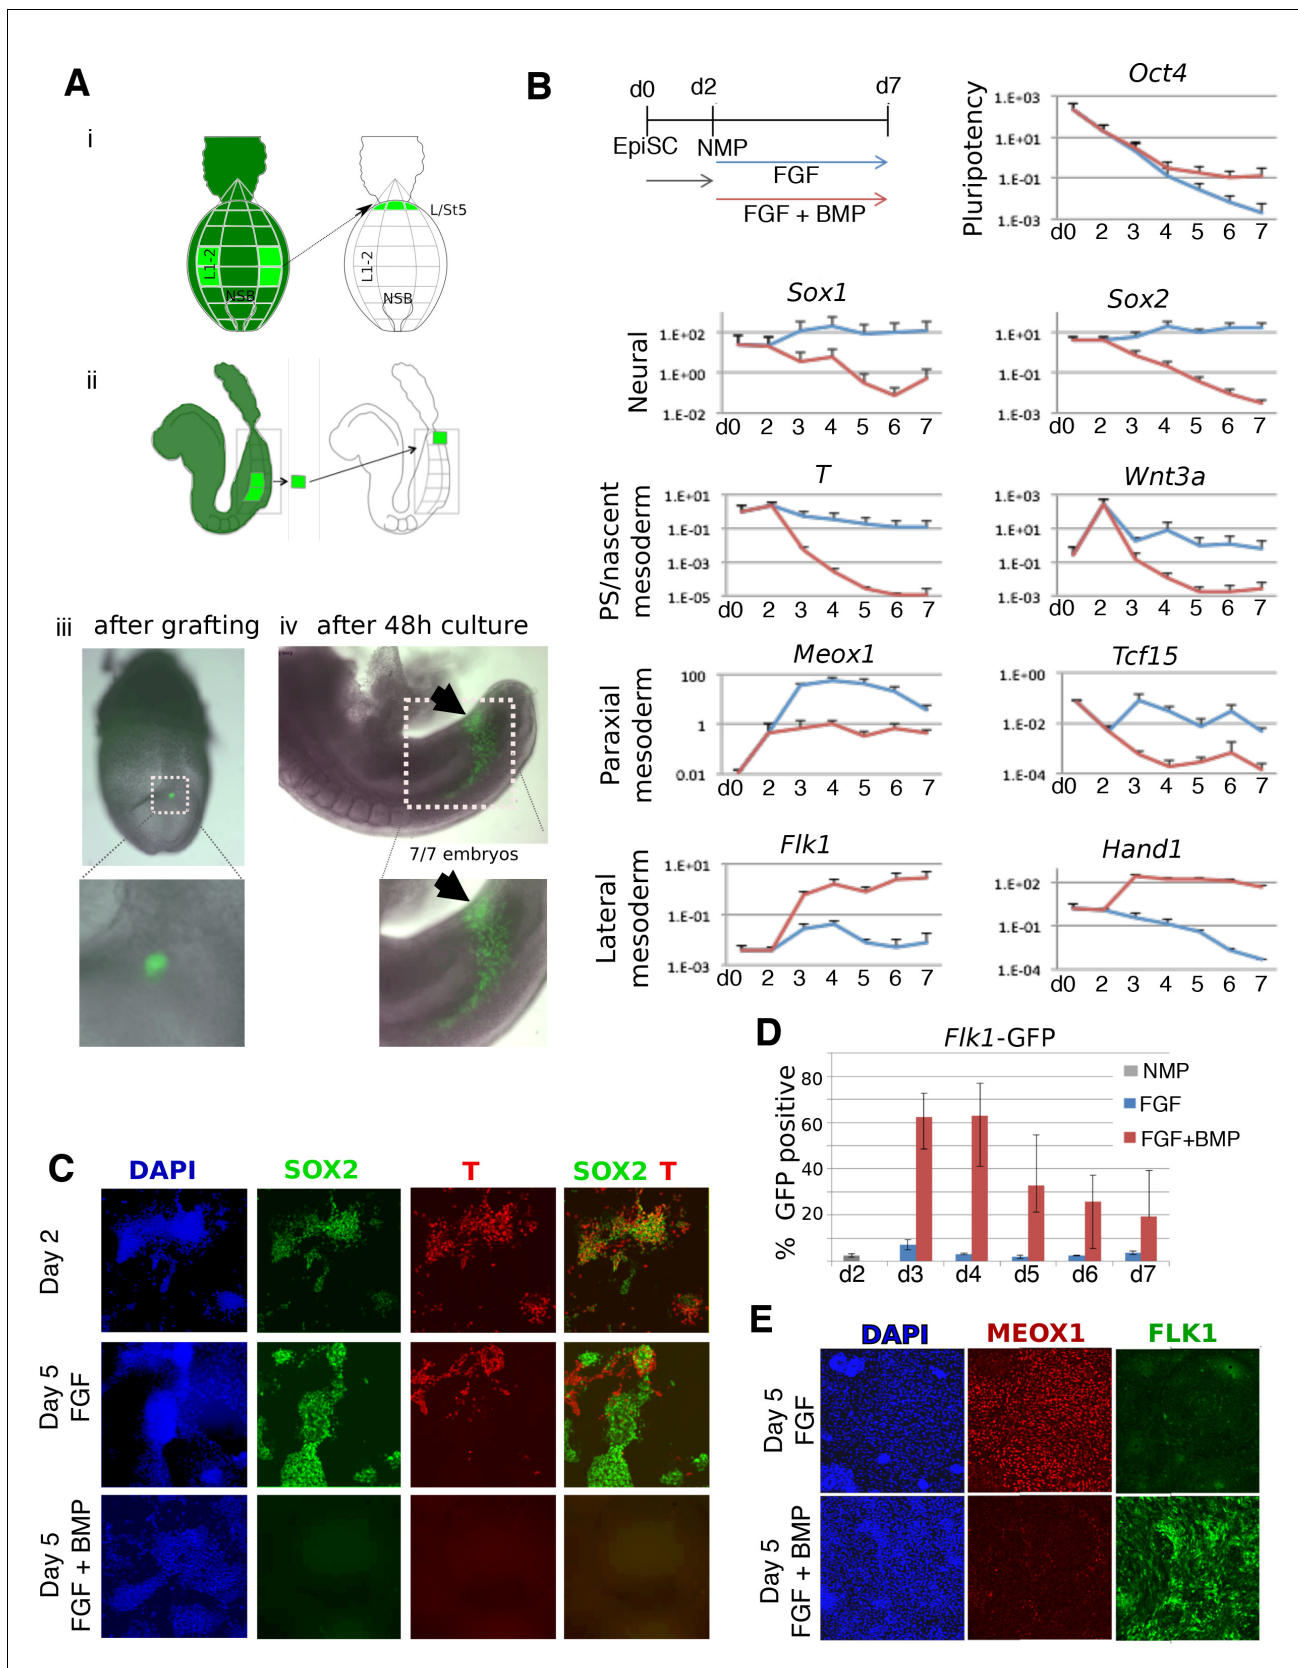 A
i
L1-2
NSB
L/St5
L1-2
NSB
ii
iii after grafting
iv after 48h culture
7/7 embryos
B
d0 d2 d7
EpiSC NMP
FGF
FGF + BMP
Oct4
Pluripotency
1.E+03
1.E+01
1.E-01
1.E-03
d0 2 3 4 5 6 7
Sox1
Neural
1.E+02
1.E+00
1.E-02
d0 2 3 4 5 6 7
Sox2
1.E+01
1.E-01
1.E-03
d0 2 3 4 5 6 7
T
PS/nascent
mesoderm
1.E+01
1.E-01
1.E-03
1.E-05
d0 2 3 4 5 6 7
Wnt3a
1.E+03
1.E+01
1.E-01
1.E-03
d0 2 3 4 5 6 7
Meox1
Paraxial
mesoderm
100
1
0.01
d0 2 3 4 5 6 7
Tcf15
1.E+00
1.E-02
1.E-04
d0 2 3 4 5 6 7
Flk1
Lateral
mesoderm
1.E+01
1.E-01
1.E-03
d0 2 3 4 5 6 7
Hand1
1.E+02
1.E-01
1.E-04
d0 2 3 4 5 6 7
C
DAPI SOX2 T SOX2 T
Day 2
Day 5
FGF
Day 5
FGF + BMP
D
Flk1-GFP
% GFP positive
80
60
40
20
d2 d3 d4 d5 d6 d7
NMP
FGF
FGF+BMP
E
DAPI MEOX1 FLK1
Day 5
FGF
Day 5
FGF + BMP